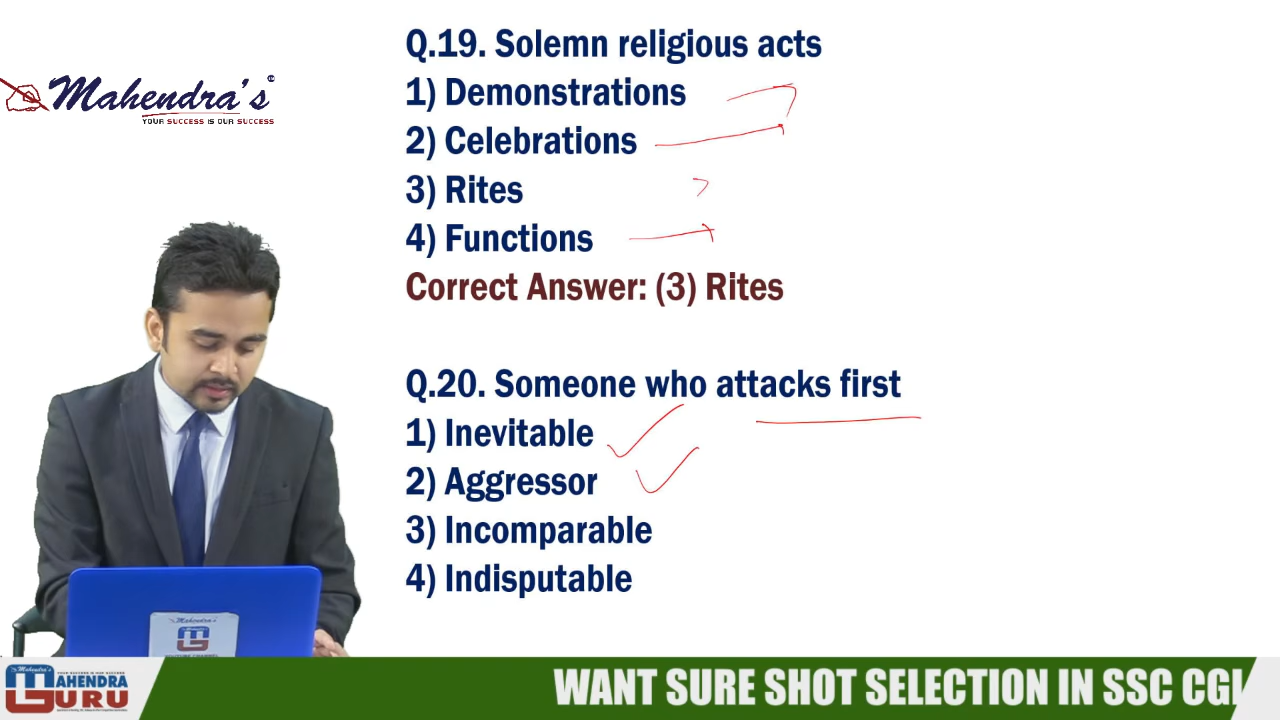 Q.19. Solemn religious acts
1) Demonstrations
Mahendra's
YOUR SUCCESS IS OUR SUCCESS
2) Celebrations
3) Rites
4) Functions
Correct Answer: (3) Rites
Q.20. Someone who attacks first
1) Inevitable
2) Aggressor
3) Incomparable
4) Indisputable
Mahendra's
MAHENDRA
GURU
WANT SURE SHOT SELECTION IN SSC CGL